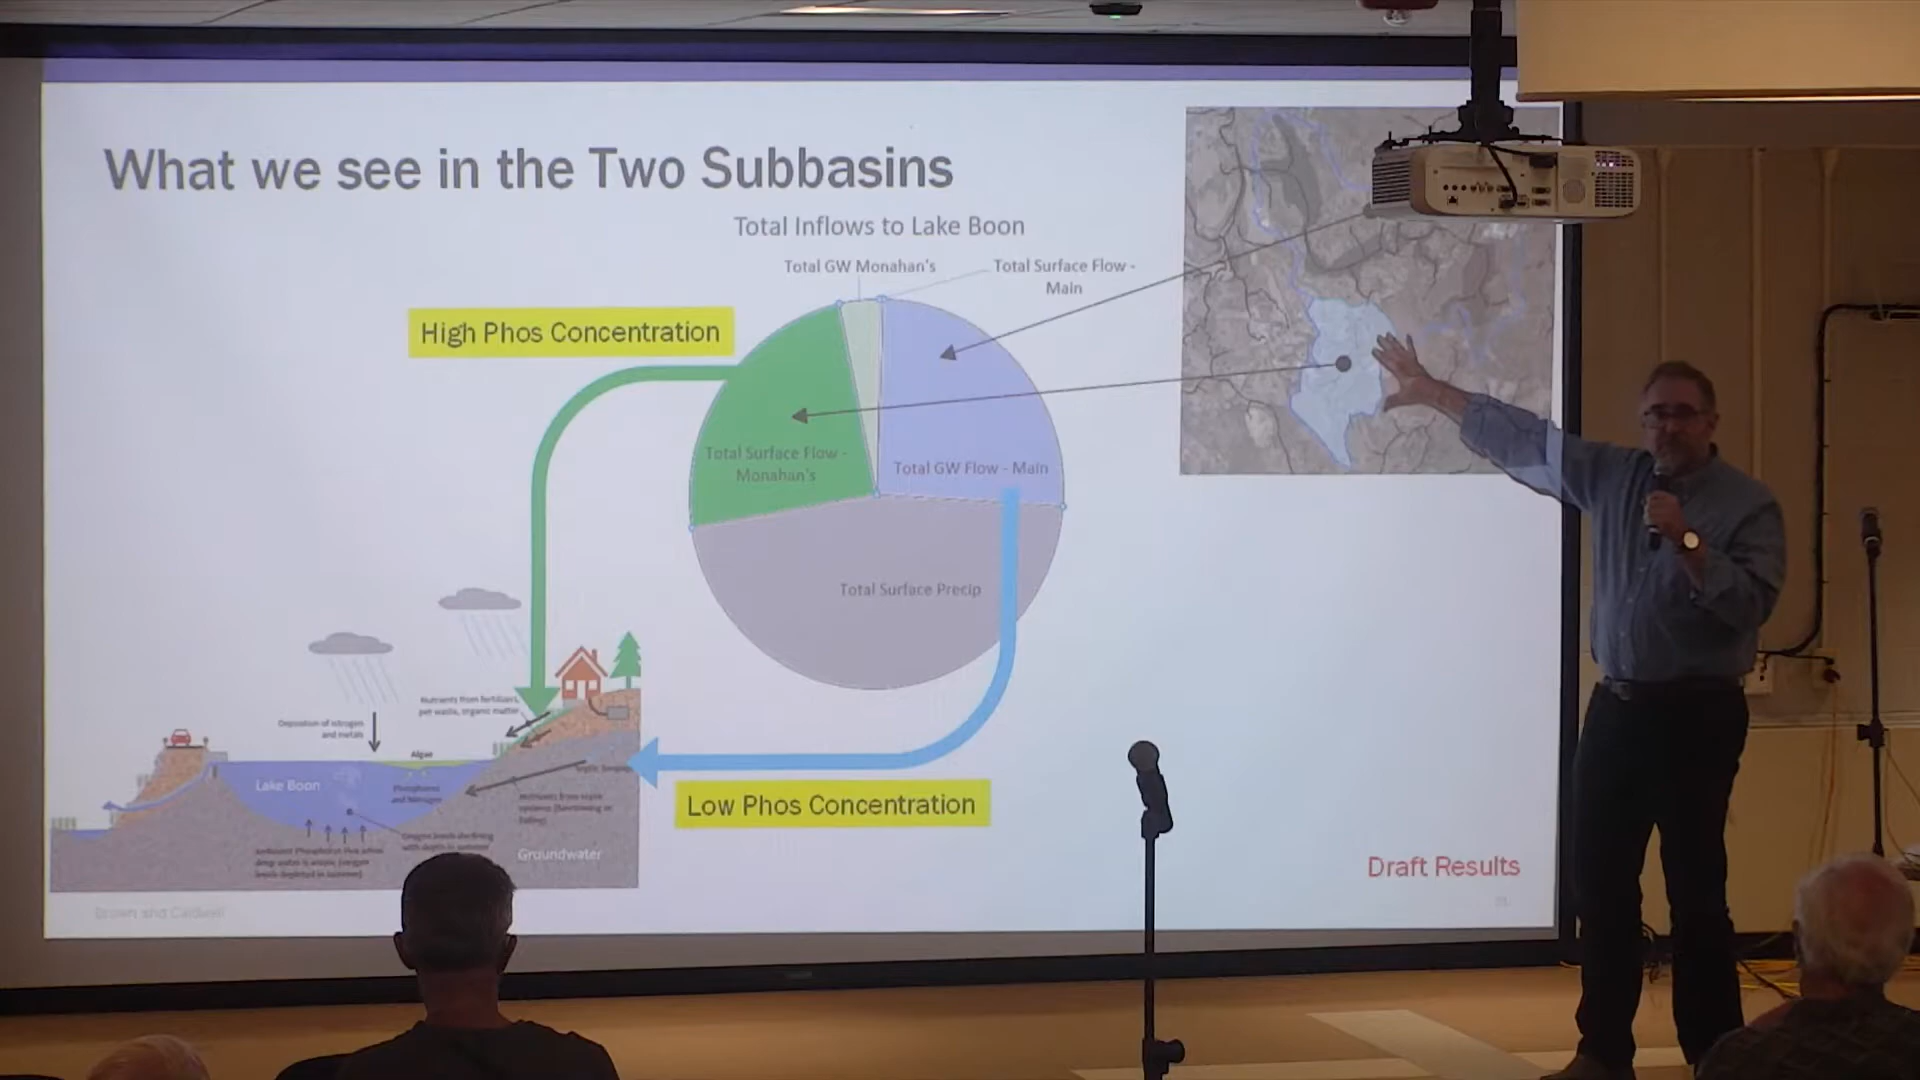 What we see in the Two Subbasins
Total Inflows to Lake Boon
Total GW Monahan's
Total Surface Flow -
Main
High Phos Concentration
Total Surface Flow -
Monahan's
Total GW Flow - Main
Total Surface Precip
Nutrients from fertilizers,
pet waste, organic matter
Deposition of nitrogen
and metals
Algae
Lake Boon
Phosphorus
and Nitrogen
Nutrients from septic
systems (functioning or
failing)
Oxygen levels declining
with depth in summer
Sediment Phosphorus flux when
deep water is anoxic (oxygen
levels depleted in summer)
Groundwater
Low Phos Concentration
Draft Results
Brown and Caldwell